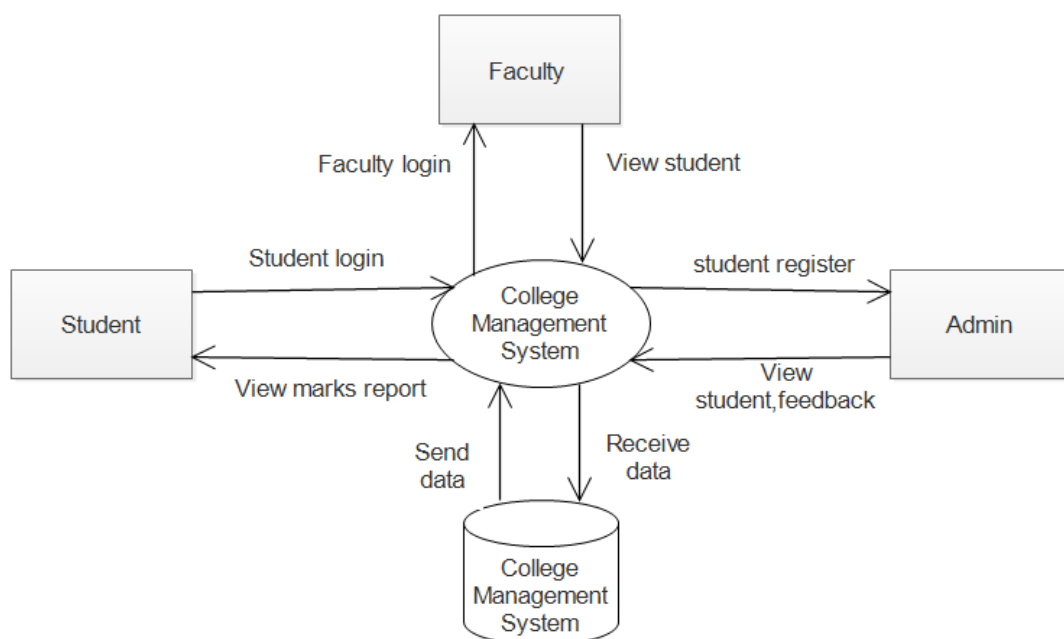 Faculty
Faculty login
View student
Student login
student register
Student
College
Management
System
Admin
View marks report
View
student,feedback
Send
data
Receive
data
College
Management
System